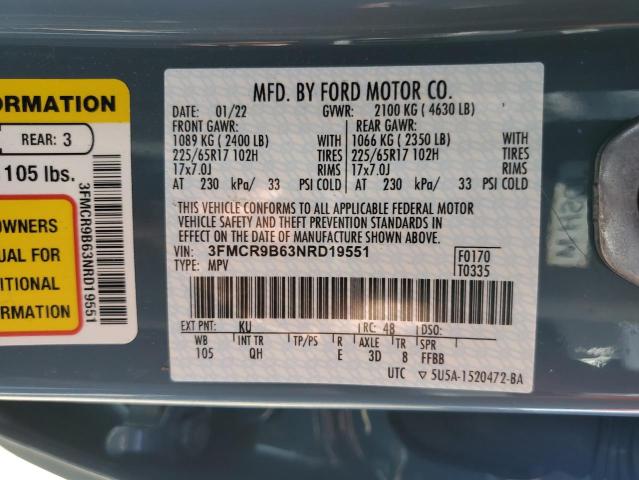 FORMATION
REAR: 3
105 lbs.
OWNERS
UAL FOR
DITIONAL
ORMATION
3FMCR9B63NRD19551
MFD. BY FORD MOTOR CO.
DATE: 01/22 GVWR: 2100 KG ( 4630 LB)
FRONT GAWR: REAR GAWR:
1089 KG ( 2400 LB) WITH 1066 KG ( 2350 LB) WITH
225/65R17 102H TIRES 225/65R17 102H TIRES
17x7.0J RIMS 17x7.0J RIMS
AT 230 kPa/ 33 PSI COLD AT 230 kPa/ 33 PSI COLD
THIS VEHICLE CONFORMS TO ALL APPLICABLE FEDERAL MOTOR
VEHICLE SAFETY AND THEFT PREVENTION STANDARDS IN
EFFECT ON THE DATE OF MANUFACTURE SHOWN ABOVE.
VIN: 3FMCR9B63NRD19551 F0170
TYPE: MPV T0335
EXT PNT: KU RC: 48 DSO:
WB INT TR TP/PS R AXLE TR SPR
105 QH E 3D 8 FFBB
UTC ▽ 5U5A-1520472-BA